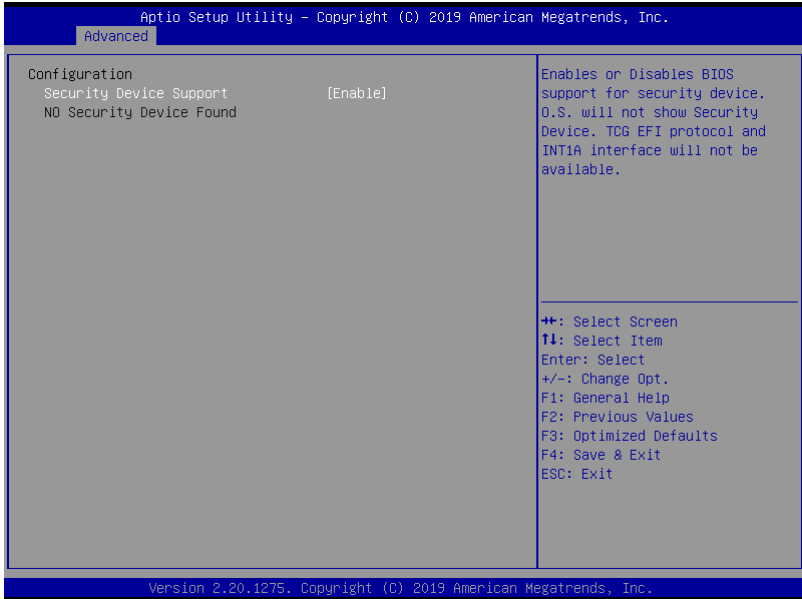 Aptio Setup Utility – Copyright (C) 2019 American Megatrends, Inc.
Advanced
Configuration
Security Device Support [Enable]
NO Security Device Found
Enables or Disables BIOS
support for security device.
O.S. will not show Security
Device. TCG EFI protocol and
INT1A interface will not be
available.
→←: Select Screen
↑↓: Select Item
Enter: Select
+/-: Change Opt.
F1: General Help
F2: Previous Values
F3: Optimized Defaults
F4: Save & Exit
ESC: Exit
Version 2.20.1275. Copyright (C) 2019 American Megatrends, Inc.